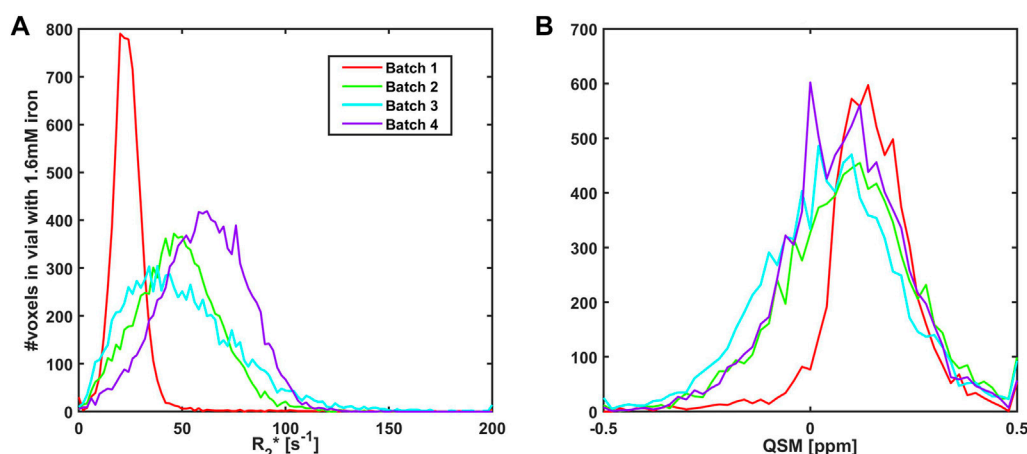 A
#voxels in vial with 1.6mM iron
800
700
600
500
400
300
200
100
0
0 50 100 150 200
R2* [s-1]
Batch 1
Batch 2
Batch 3
Batch 4
B
700
600
500
400
300
200
100
0
-0.5 0 0.5
QSM [ppm]